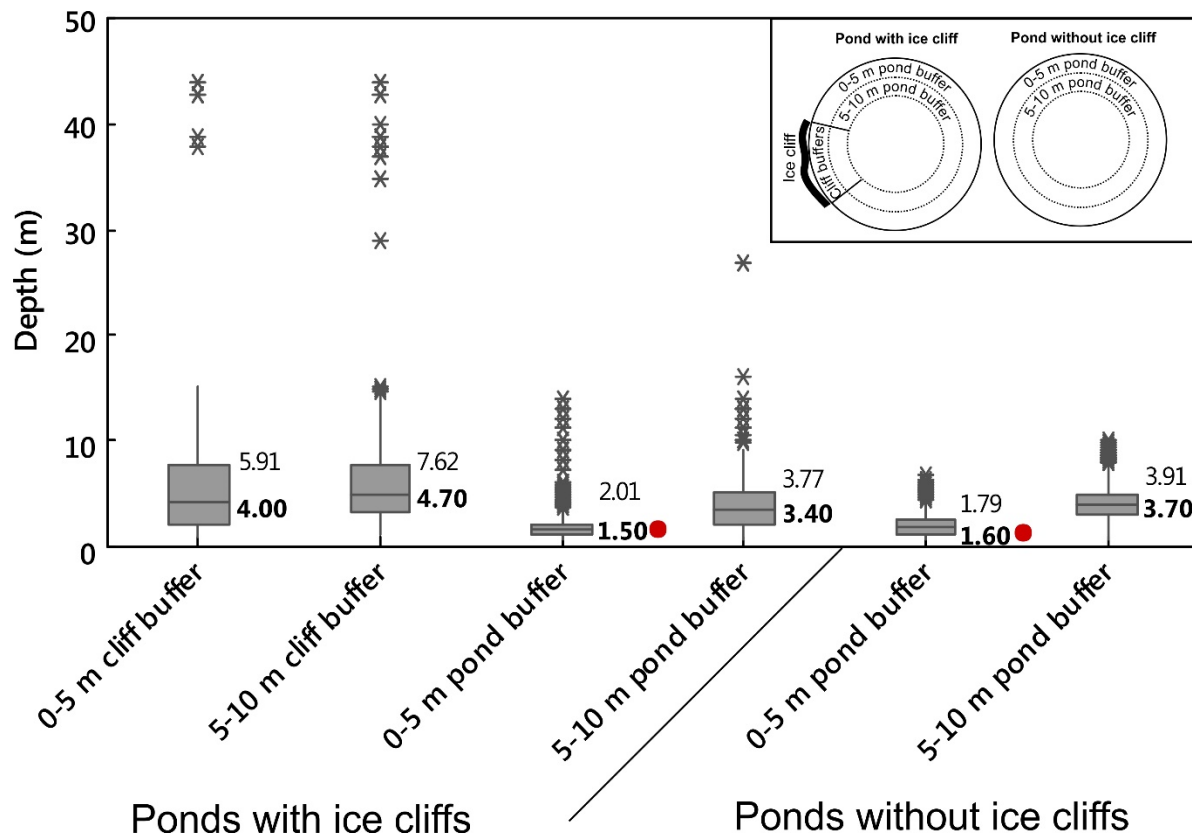 50
40
30
20
10
0
Depth (m)
Pond with ice cliff
0-5 m pond buffer
5-10 m pond buffer
Ice cliff
Cliff buffers
Pond without ice cliff
0-5 m pond buffer
5-10 m pond buffer
5.91
4.00
7.62
4.70
2.01
1.50
3.77
3.40
1.79
1.60
3.91
3.70
0-5 m cliff buffer
5-10 m cliff buffer
0-5 m pond buffer
5-10 m pond buffer
0-5 m pond buffer
5-10 m pond buffer
Ponds with ice cliffs
Ponds without ice cliffs